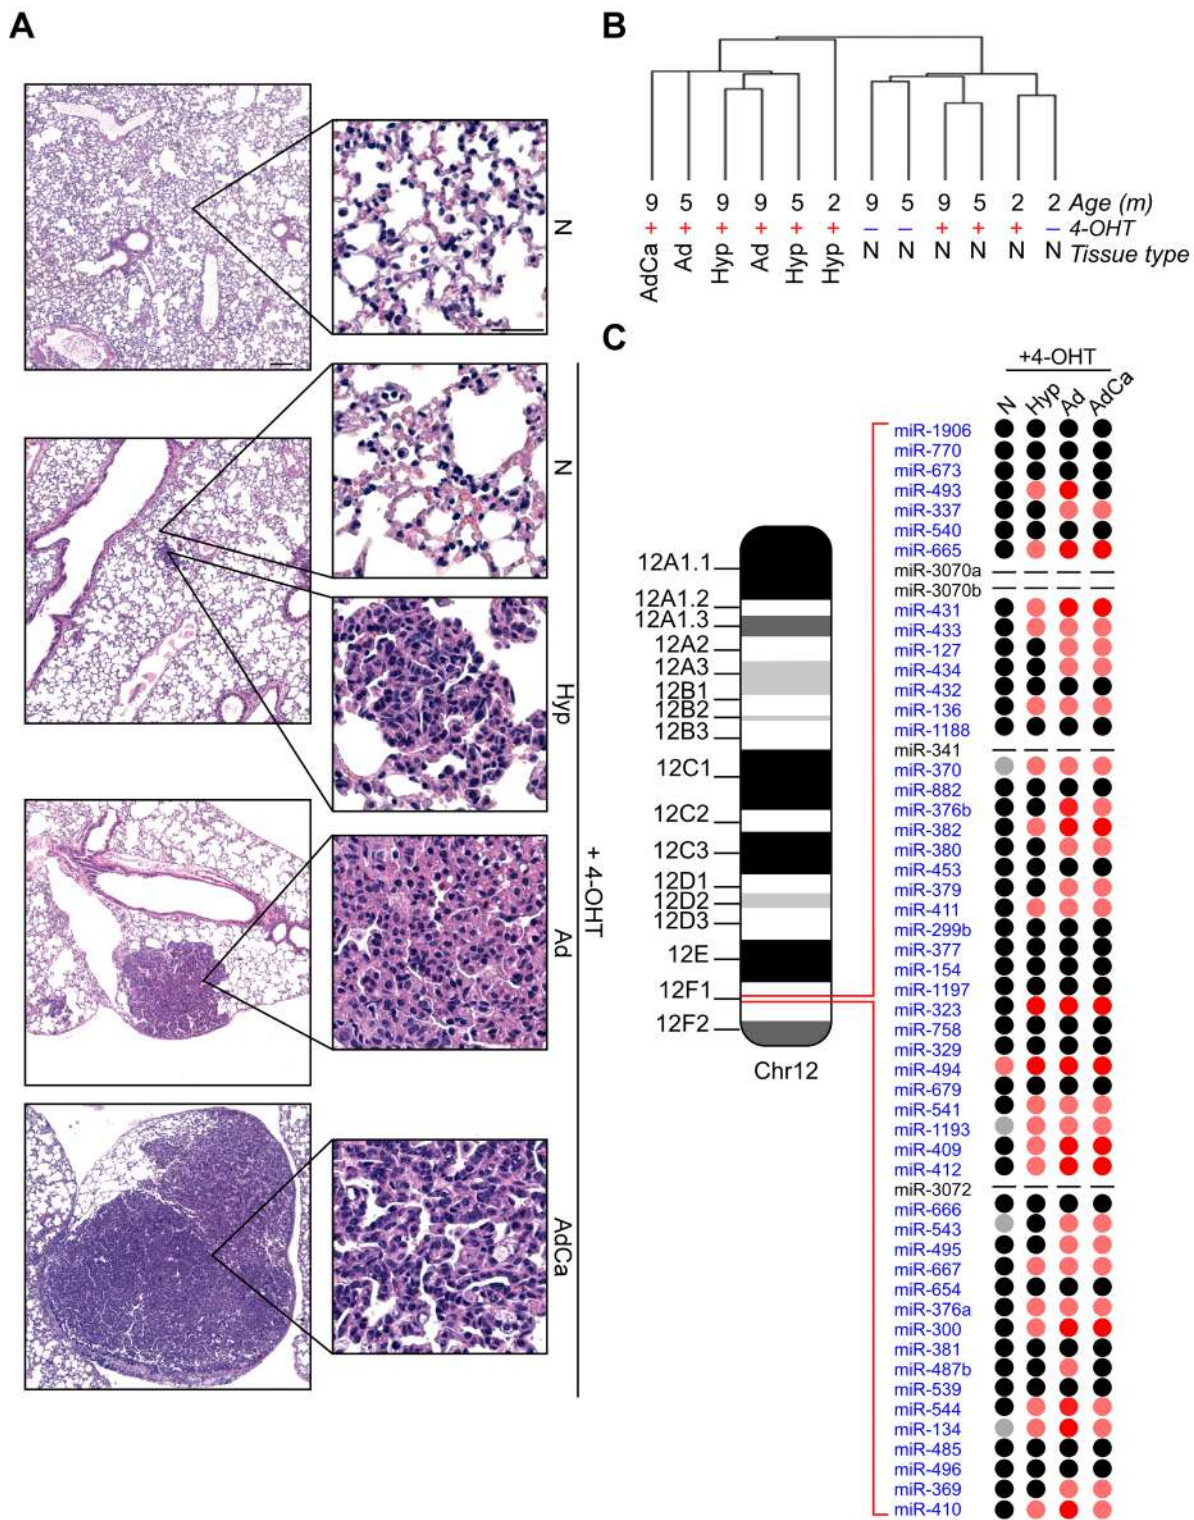 A
N
N
Hyp
Ad
AdCa
+ 4-OHT
B
9 5 9 9 5 2 9 5 9 5 2 2 Age (m)
+ + + + + + – – + + + – 4-OHT
AdCa Ad Hyp Ad Hyp Hyp N N N N N N Tissue type
C
12A1.1
12A1.2
12A1.3
12A2
12A3
12B1
12B2
12B3
12C1
12C2
12C3
12D1
12D2
12D3
12E
12F1
12F2
Chr12
+4-OHT
N Hyp Ad AdCa
miR-1906
miR-770
miR-673
miR-493
miR-337
miR-540
miR-665
miR-3070a
miR-3070b
miR-431
miR-433
miR-127
miR-434
miR-432
miR-136
miR-1188
miR-341
miR-370
miR-882
miR-376b
miR-382
miR-380
miR-453
miR-379
miR-411
miR-299b
miR-377
miR-154
miR-1197
miR-323
miR-758
miR-329
miR-494
miR-679
miR-541
miR-1193
miR-409
miR-412
miR-3072
miR-666
miR-543
miR-495
miR-667
miR-654
miR-376a
miR-300
miR-381
miR-487b
miR-539
miR-544
miR-134
miR-485
miR-496
miR-369
miR-410